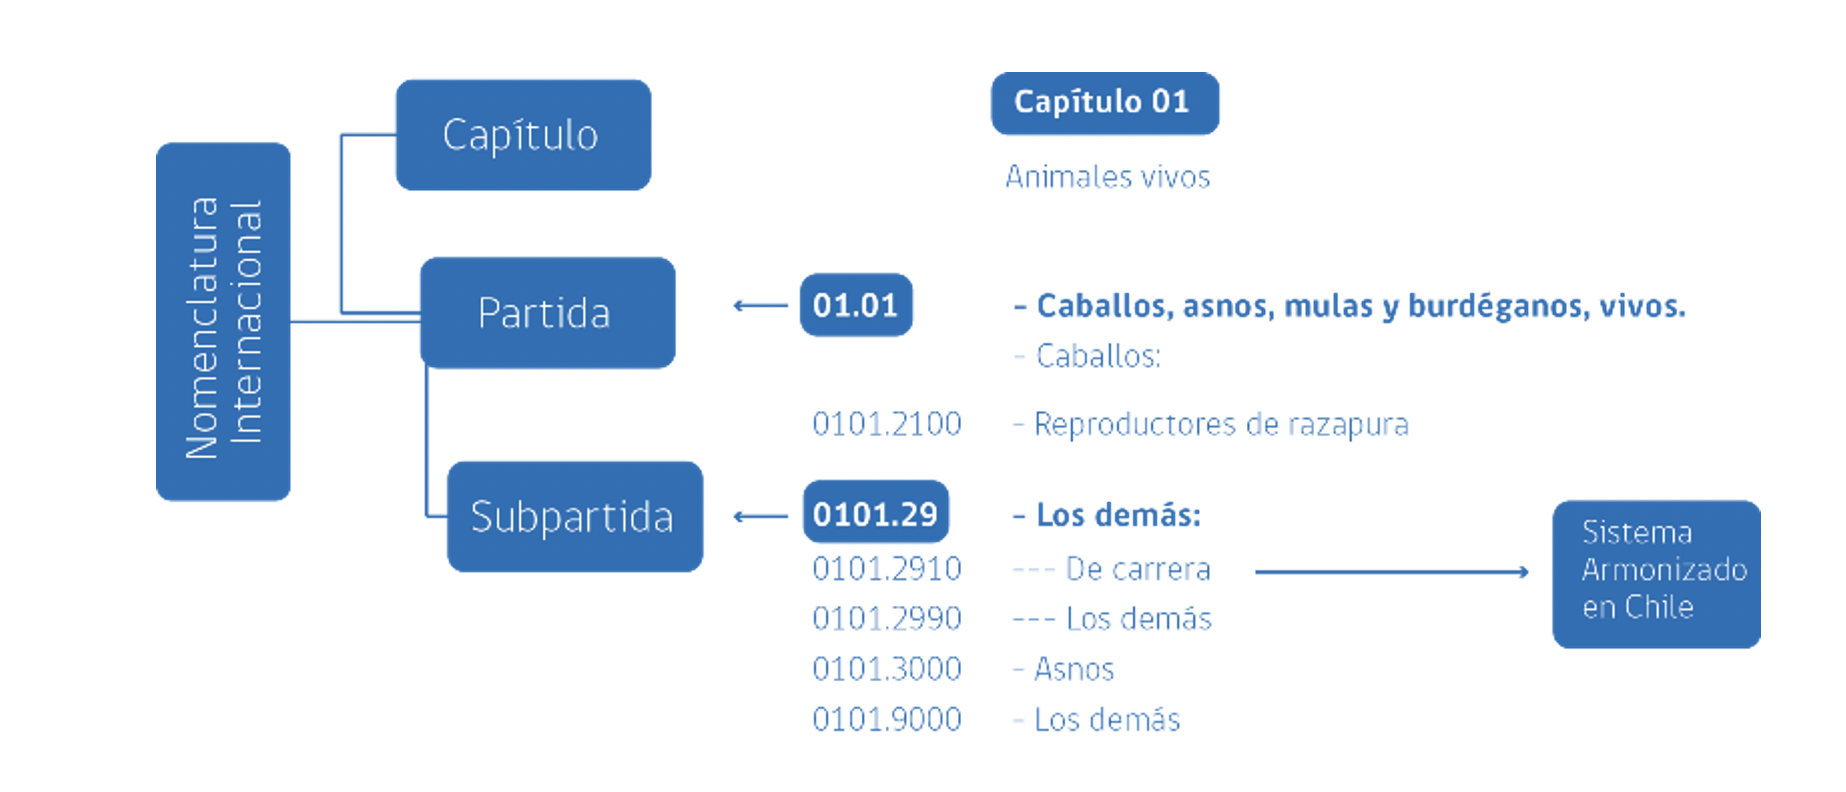 Nomenclatura
Internacional
Capítulo
Partida
Subpartida
Capítulo 01
Animales vivos
01.01 - Caballos, asnos, mulas y burdéganos, vivos.
- Caballos:
0101.2100 - Reproductores de razapura
0101.29 - Los demás:
0101.2910 --- De carrera
0101.2990 --- Los demás
0101.3000 - Asnos
0101.9000 - Los demás
Sistema
Armonizado
en Chile